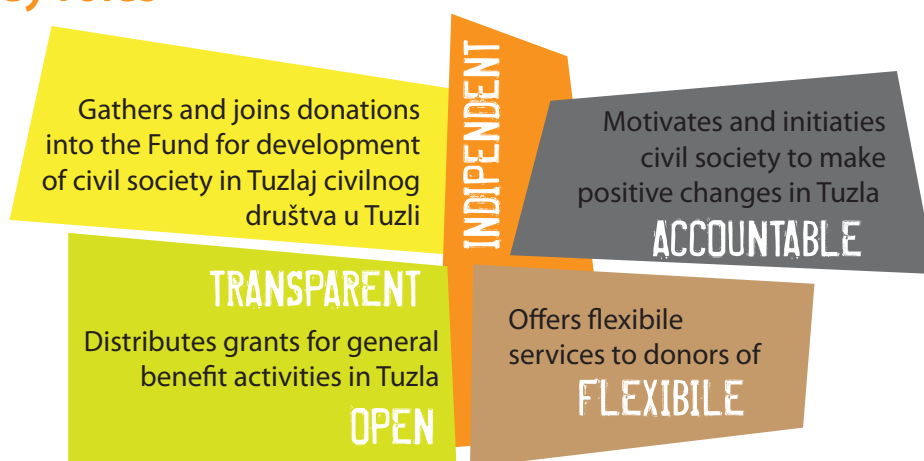 Gathers and joins donations
into the Fund for development
of civil society in Tuzlaj civilnog
društva u Tuzli
INDIPENDENT
Motivates and initiaties
civil society to make
positive changes in Tuzla
ACCOUNTABLE
TRANSPARENT
Distributes grants for general
benefit activities in Tuzla
OPEN
Offers flexibile
services to donors of
FLEXIBILE